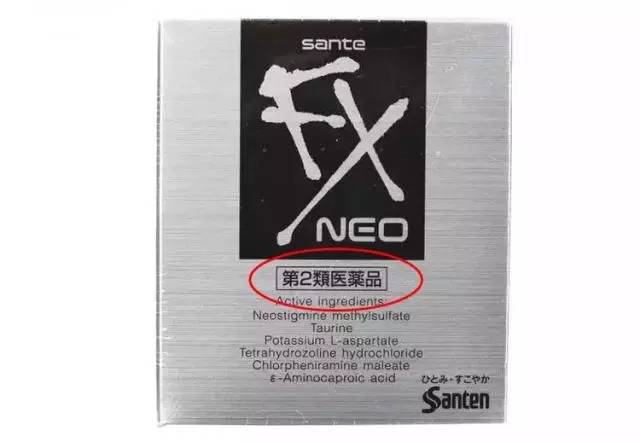 sante
FX
NEO
第2類医薬品
Active ingredients:
Neostigmine methylsulfate
Taurine
Potassium L-aspartate
Tetrahydrozoline hydrochloride
Chlorpheniramine maleate
ε-Aminocaproic acid
ひとみ・すこやか
Santen